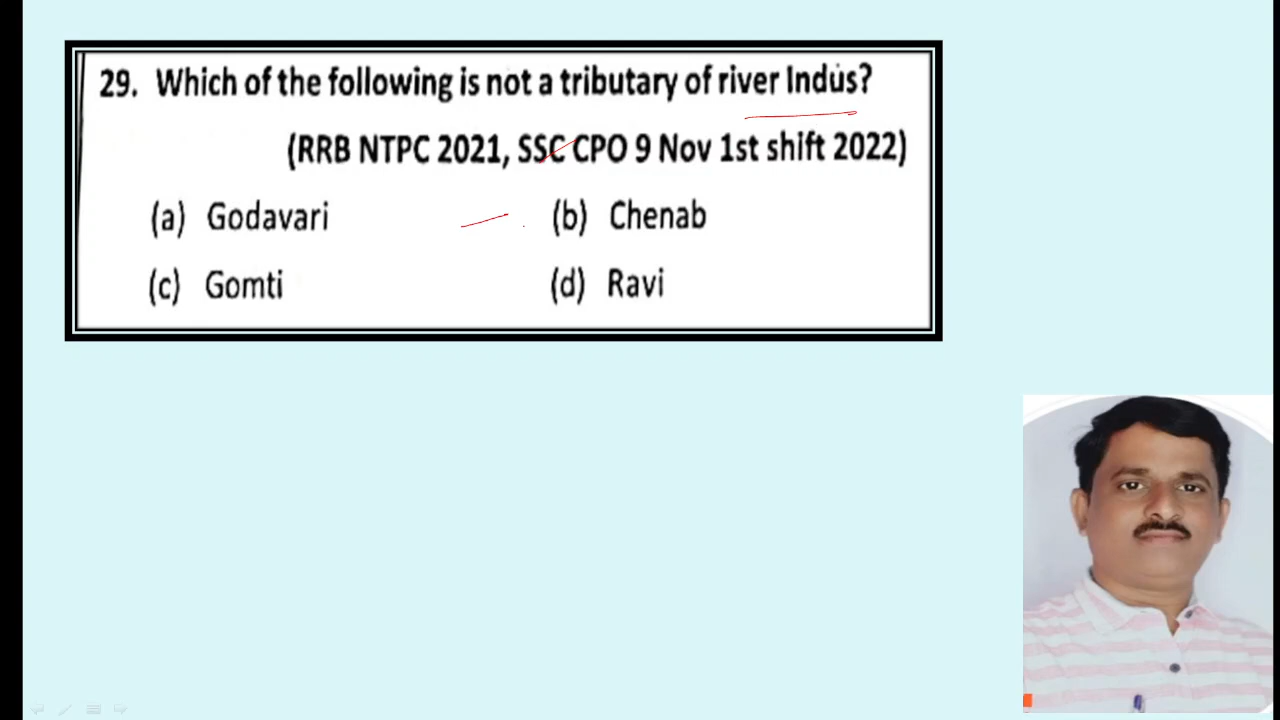 29. Which of the following is not a tributary of river Indus?
(RRB NTPC 2021, SSC CPO 9 Nov 1st shift 2022)
(a) Godavari (b) Chenab
(c) Gomti (d) Ravi